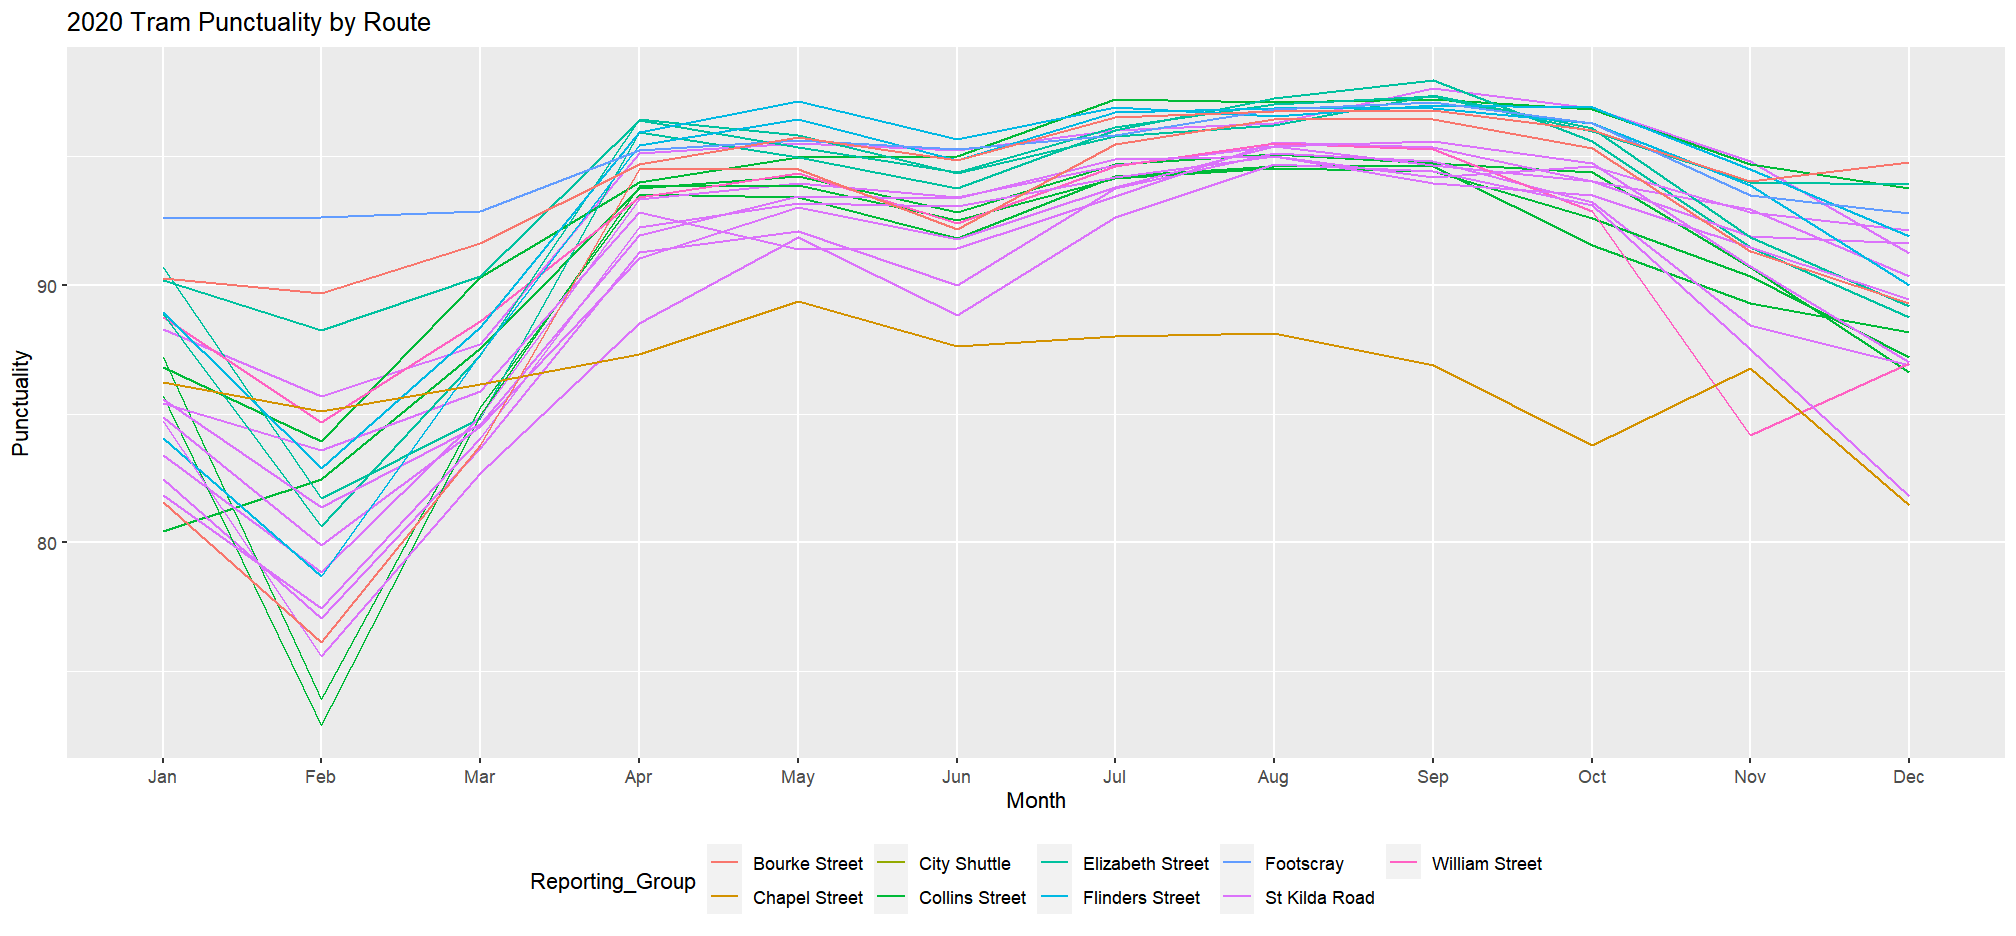 2020 Tram Punctuality by Route
Punctuality
90
80
Jan Feb Mar Apr May Jun Jul Aug Sep Oct Nov Dec
Month
Reporting_Group
Bourke Street City Shuttle Elizabeth Street Footscray William Street
Chapel Street Collins Street Flinders Street St Kilda Road